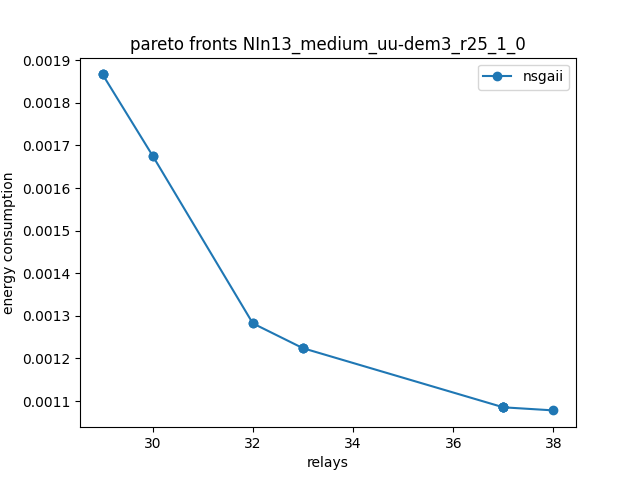 pareto fronts NIn13_medium_uu-dem3_r25_1_0
nsgaii
0.0019
0.0018
0.0017
0.0016
0.0015
0.0014
0.0013
0.0012
0.0011
energy consumption
30 32 34 36 38
relays